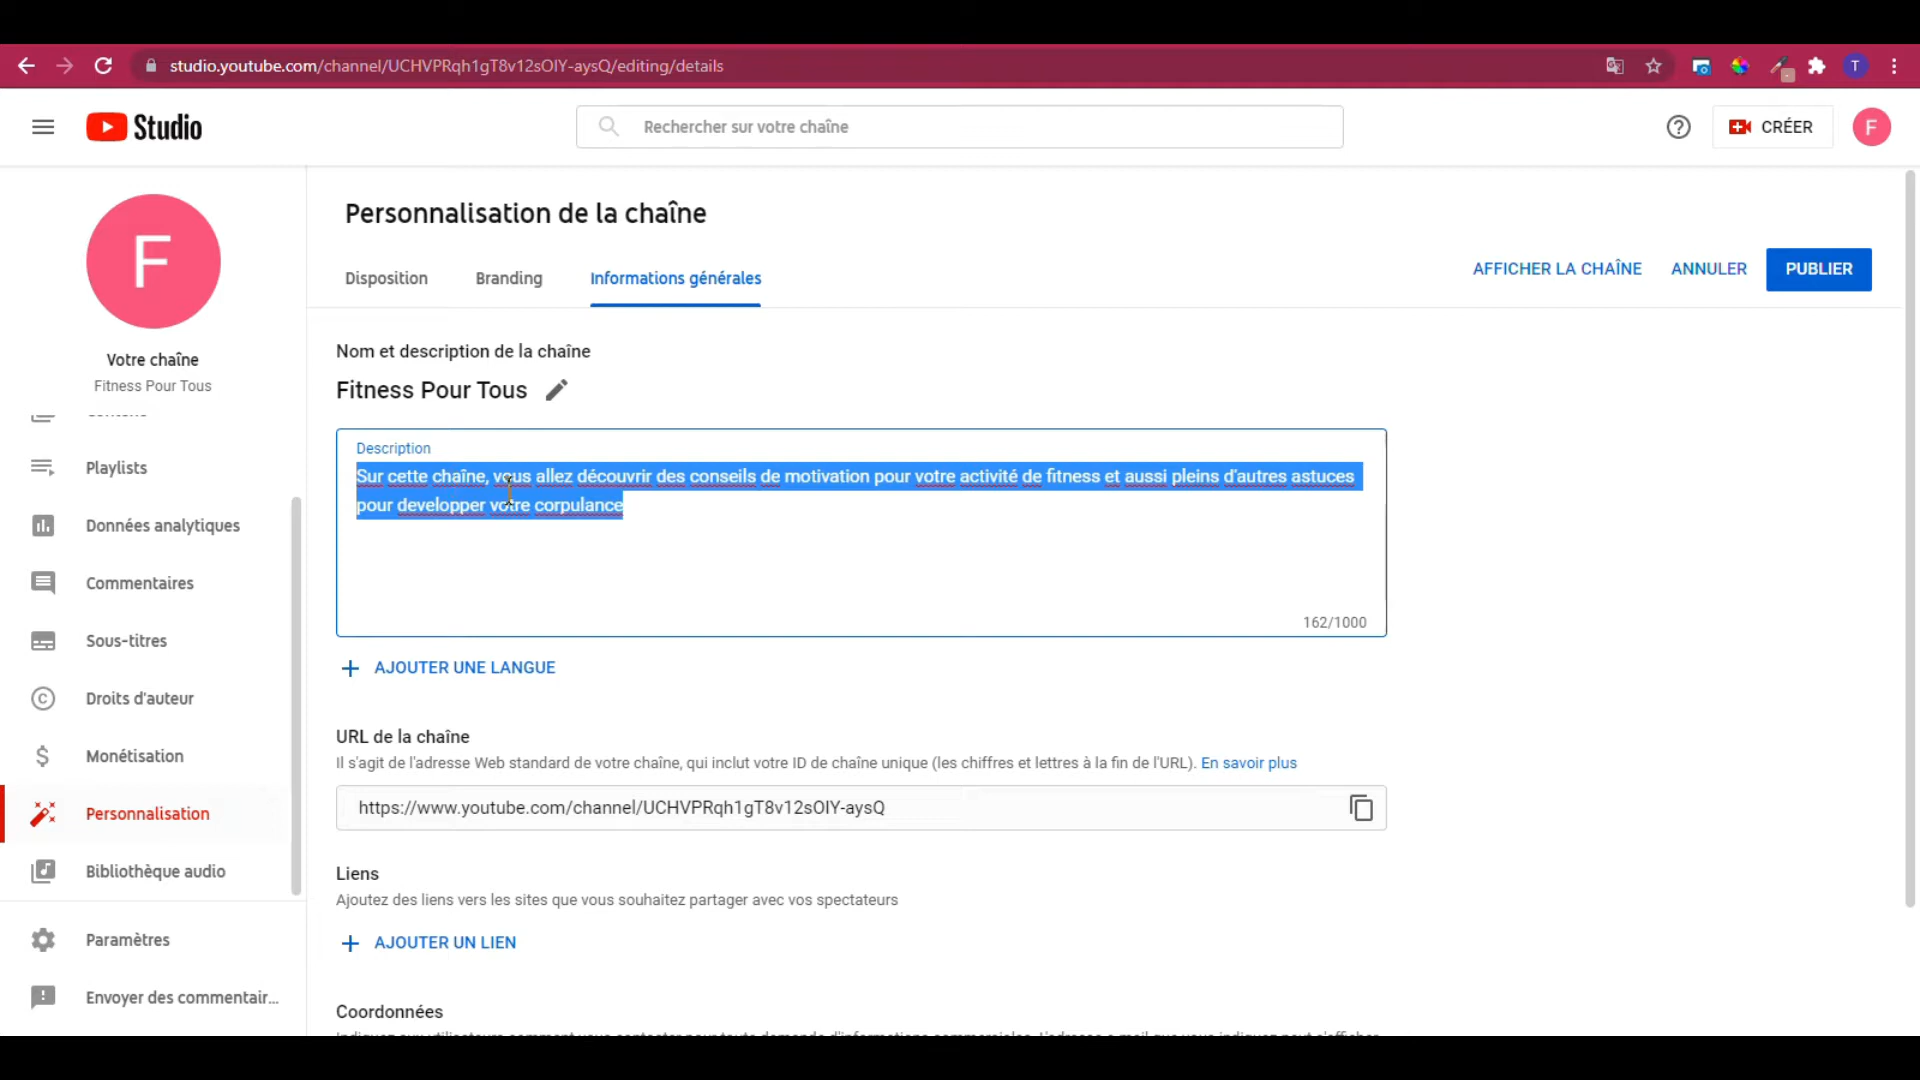 studio.youtube.com/channel/UCHVPRqh1gT8v12sOIY-aysQ/editing/details
T
Studio
Rechercher sur votre chaîne
CRÉER
F
F
Votre chaîne
Fitness Pour Tous
Playlists
Données analytiques
Commentaires
Sous-titres
Droits d'auteur
Monétisation
Personnalisation
Bibliothèque audio
Paramètres
Envoyer des commentair...
Personnalisation de la chaîne
Disposition
Branding
Informations générales
AFFICHER LA CHAÎNE
ANNULER
PUBLIER
Nom et description de la chaîne
Fitness Pour Tous
Description
Sur cette chaîne, vous allez découvrir des conseils de motivation pour votre activité de fitness et aussi pleins d'autres astuces
pour developper votre corpulance
162/1000
AJOUTER UNE LANGUE
URL de la chaîne
Il s'agit de l'adresse Web standard de votre chaîne, qui inclut votre ID de chaîne unique (les chiffres et lettres à la fin de l'URL). En savoir plus
https://www.youtube.com/channel/UCHVPRqh1gT8v12sOIY-aysQ
Liens
Ajoutez des liens vers les sites que vous souhaitez partager avec vos spectateurs
AJOUTER UN LIEN
Coordonnées